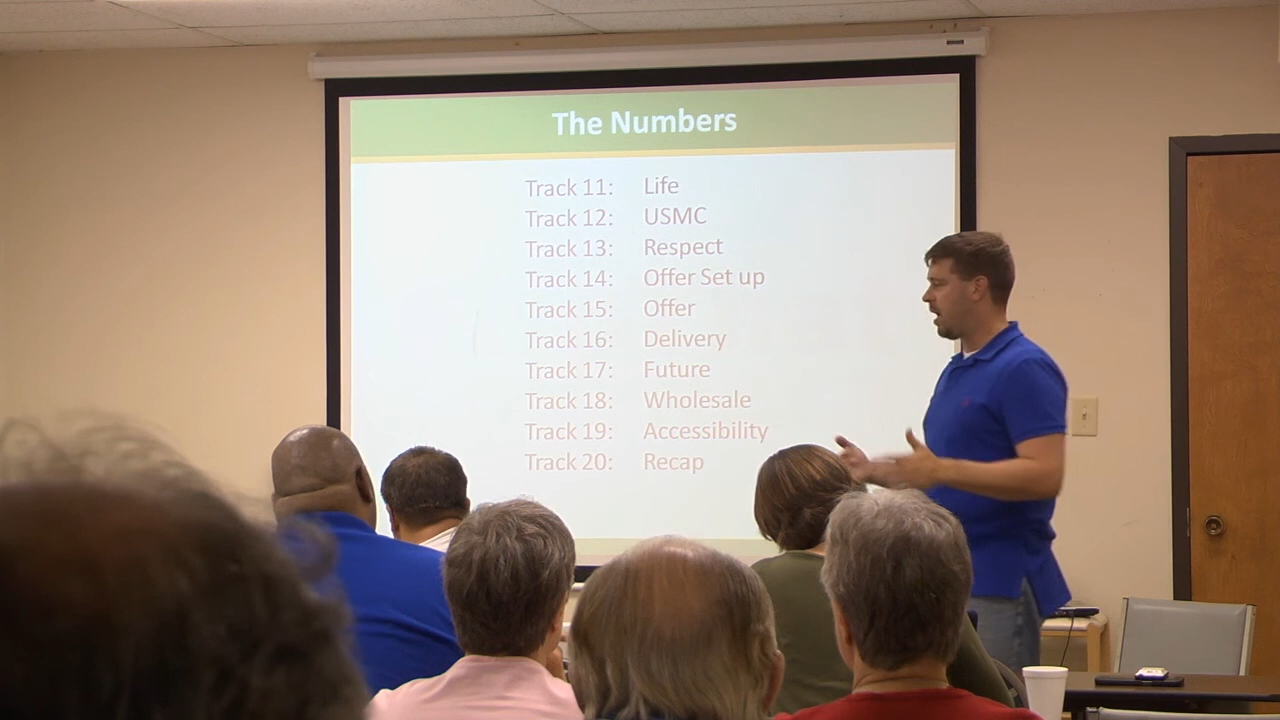 The Numbers
Track 11: Life
Track 12: USMC
Track 13: Respect
Track 14: Offer Set up
Track 15: Offer
Track 16: Delivery
Track 17: Future
Track 18: Wholesale
Track 19: Accessibility
Track 20: Recap